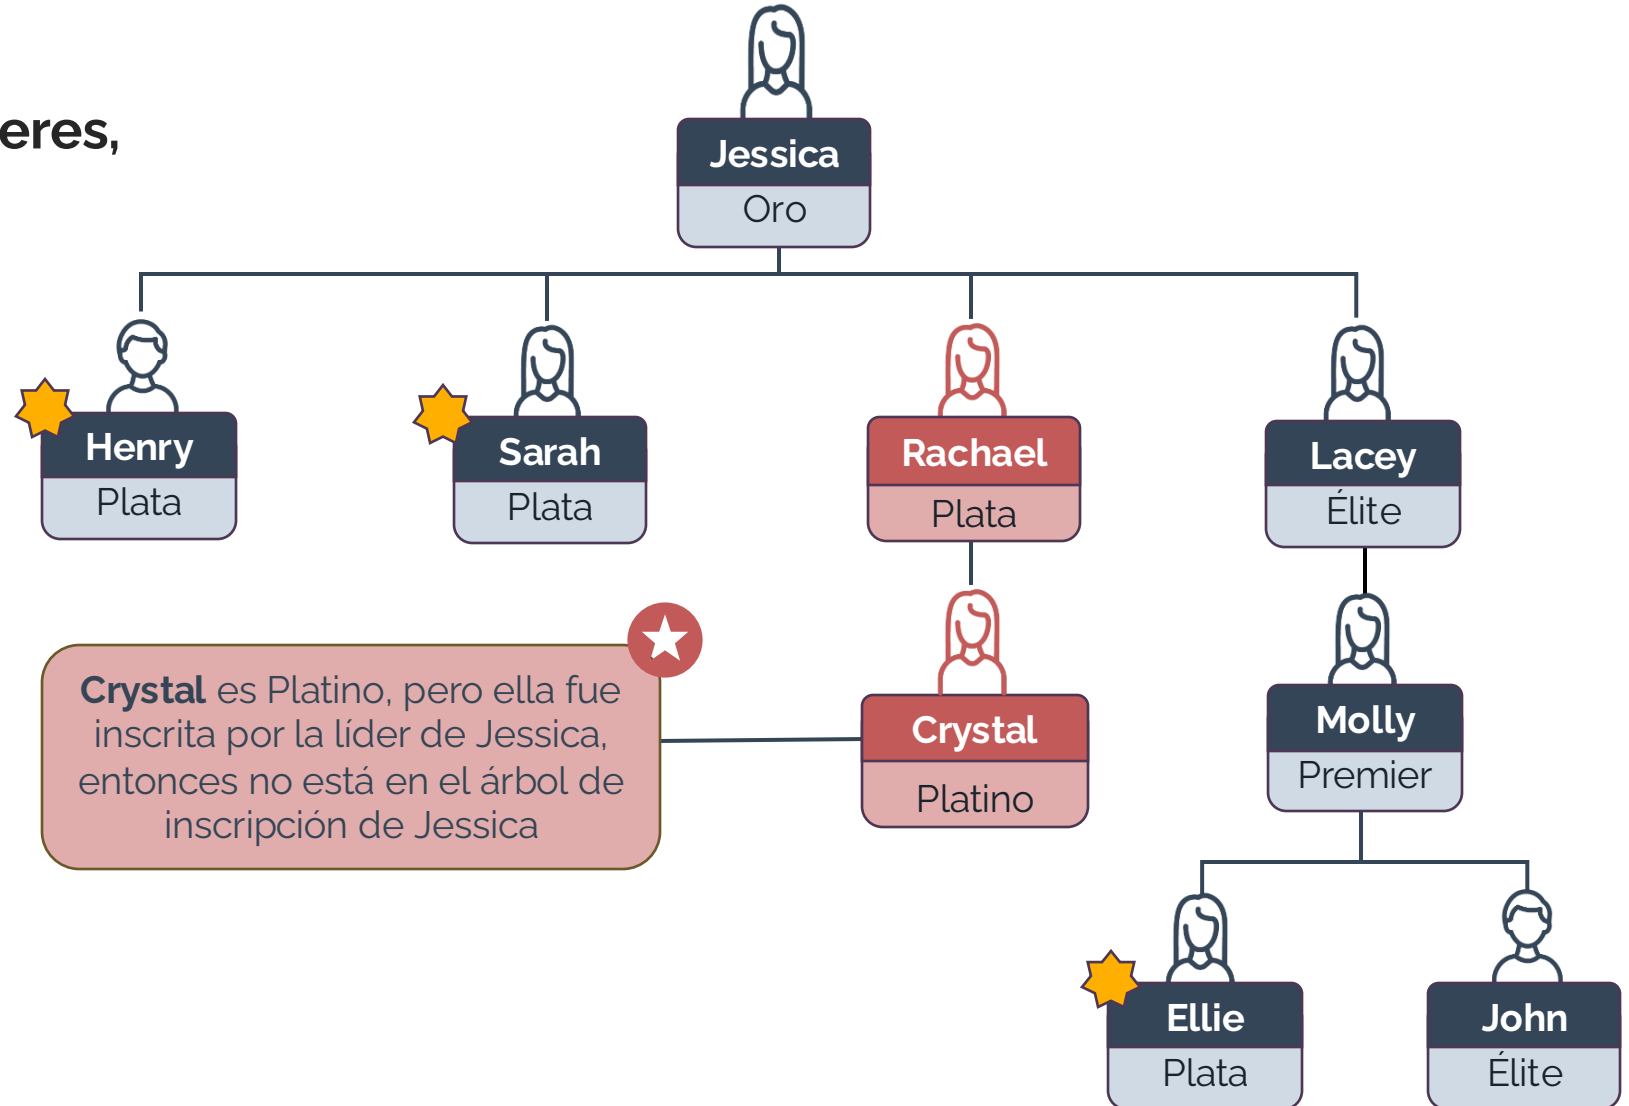 eres,
Jessica
Oro
Henry
Plata
Sarah
Plata
Rachael
Plata
Lacey
Élite
Crystal es Platino, pero ella fue
inscrita por la líder de Jessica,
entonces no está en el árbol de
inscripción de Jessica
Crystal
Platino
Molly
Premier
Ellie
Plata
John
Élite